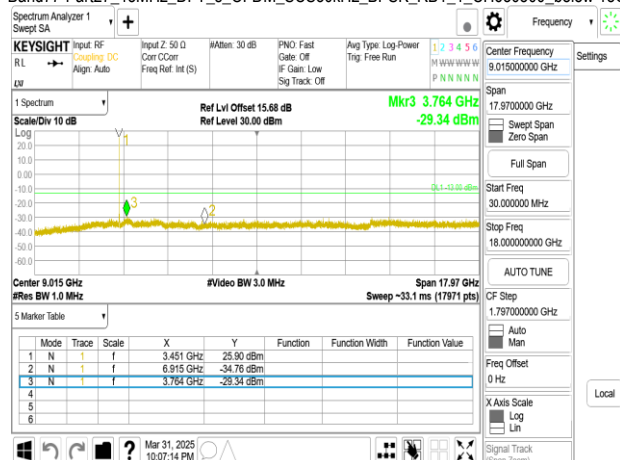 Spectrum Analyzer 1
Swept SA
Frequency
KEYSIGHT
RL
LXI
Input: RF
Coupling: DC
Align: Auto
Input Z: 50 Ω
Corr CCorr
Freq Ref: Int (S)
#Atten: 30 dB
PNO: Fast
Gate: Off
IF Gain: Low
Sig Track: Off
Avg Type: Log-Power
Trig: Free Run
1 2 3 4 5 6
M W W W W W
P N N N N N
Center Frequency
9.015000000 GHz
Settings
1 Spectrum
Scale/Div 10 dB
Ref Lvl Offset 15.68 dB
Ref Level 30.00 dBm
Mkr3 3.764 GHz
-29.34 dBm
Log
20.0
10.0
0.00
-10.0
-20.0
-30.0
-40.0
-50.0
-60.0
1
2
3
DL1 -13.00 dBm
Center 9.015 GHz
#Res BW 1.0 MHz
#Video BW 3.0 MHz
Span 17.97 GHz
Sweep ~33.1 ms (17971 pts)
Span
17.9700000 GHz
Swept Span
Zero Span
Full Span
Start Freq
30.000000 MHz
Stop Freq
18.000000000 GHz
AUTO TUNE
CF Step
1.797000000 GHz
Auto
Man
Freq Offset
0 Hz
X Axis Scale
Log
Lin
Signal Track
Local
5 Marker Table
Mode Trace Scale X Y Function Function Width Function Value
1 N 1 f 3.451 GHz 25.90 dBm
2 N 1 f 6.915 GHz -34.76 dBm
3 N 1 f 3.764 GHz -29.34 dBm
4
5
6
?
Mar 31, 2025
10:07:14 PM